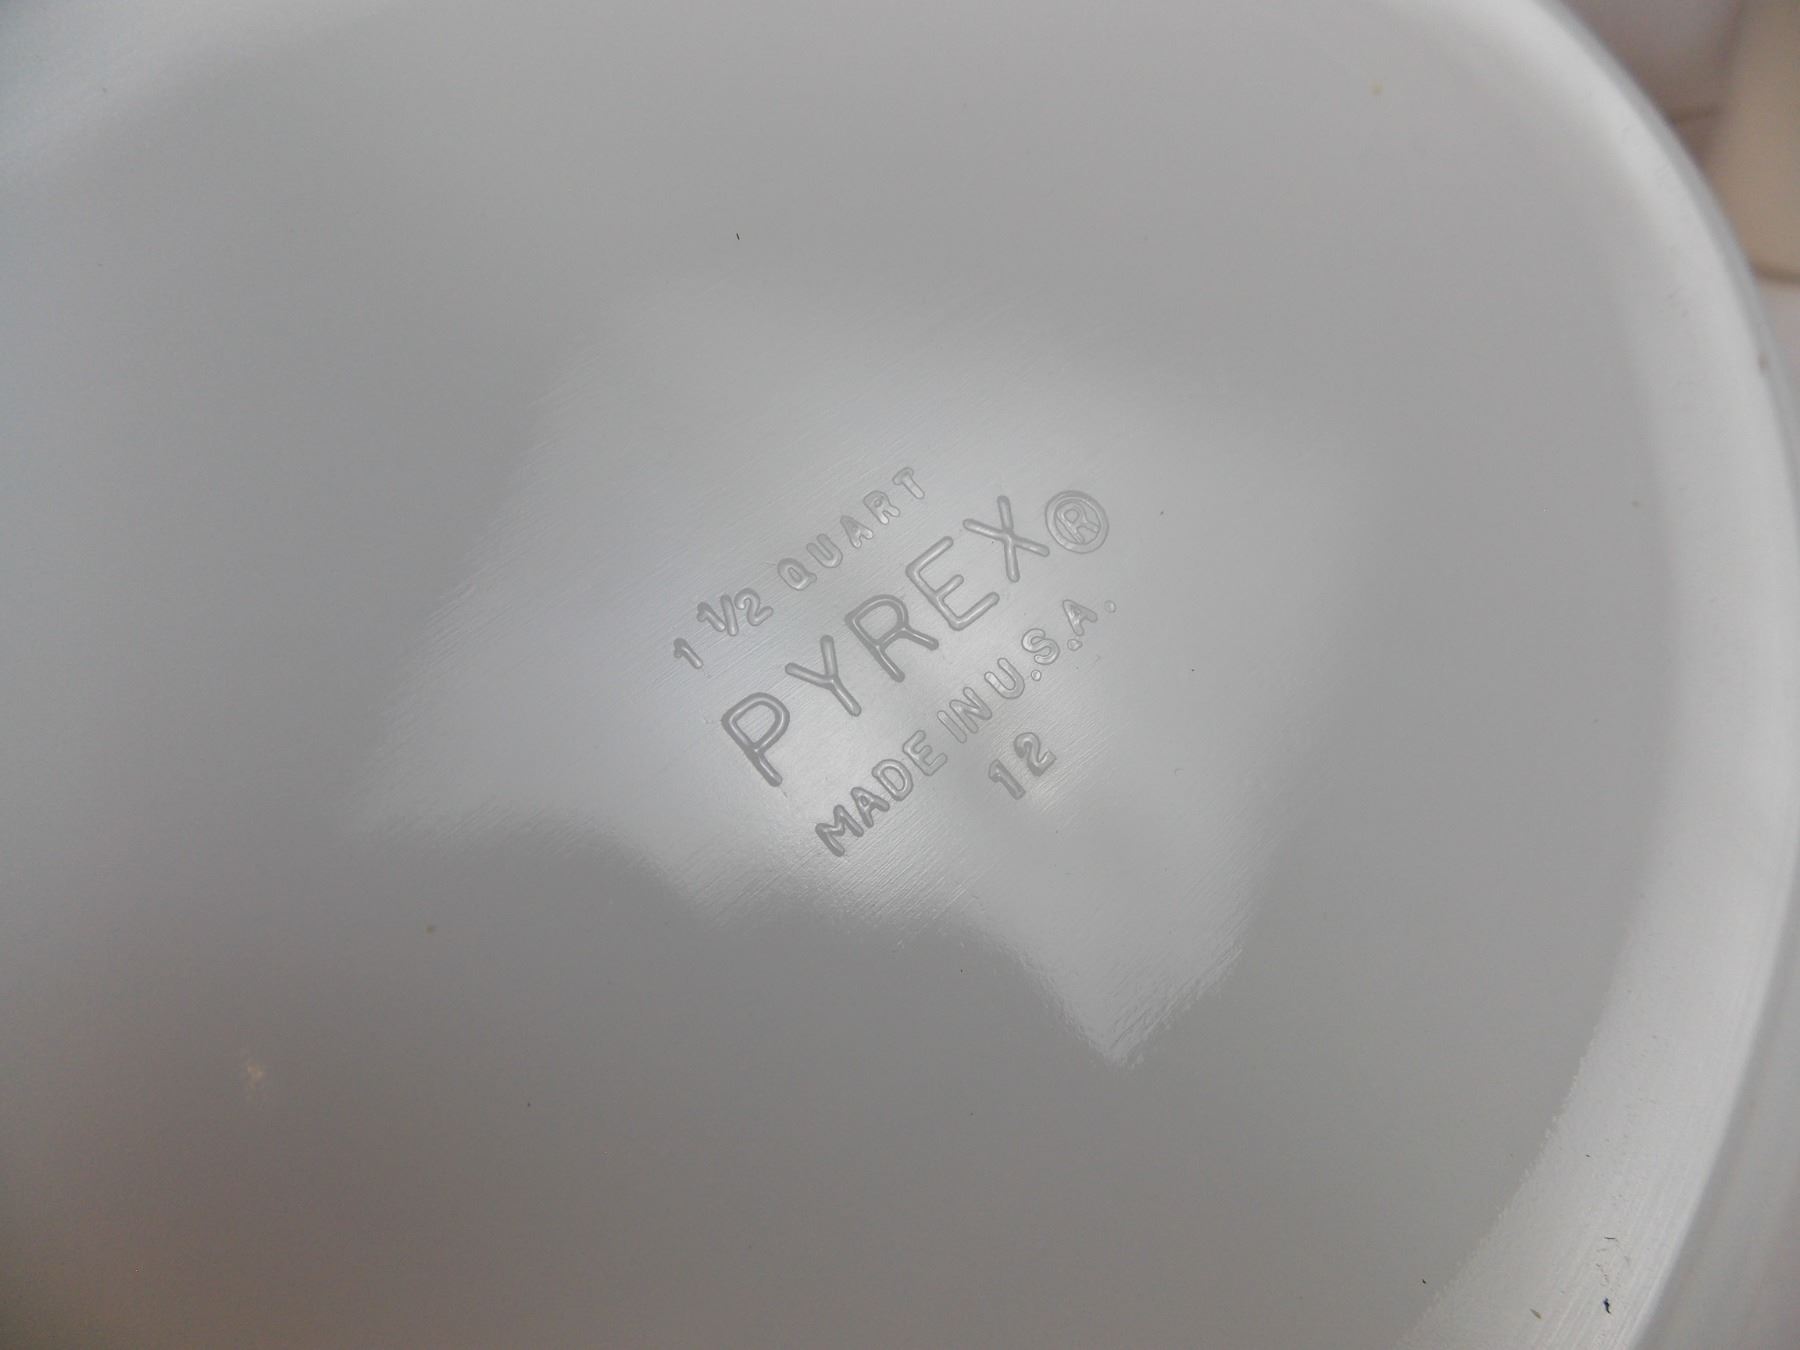 1 1/2 QUART
PYREX®
MADE IN U.S.A.
12